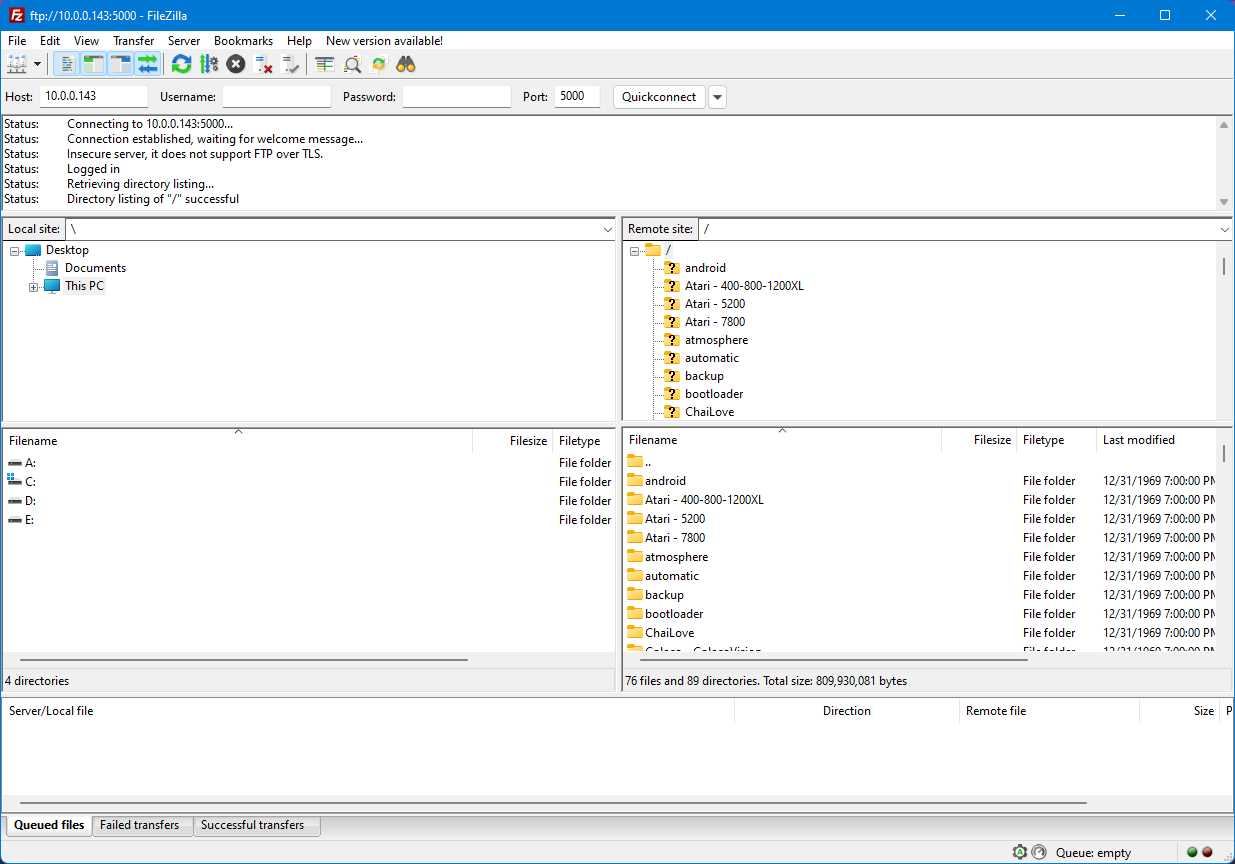 ftp://10.0.0.143:5000 - FileZilla
File Edit View Transfer Server Bookmarks Help New version available!
Host: 10.0.0.143 Username: Password: Port: 5000 Quickconnect
Status: Connecting to 10.0.0.143:5000...
Status: Connection established, waiting for welcome message...
Status: Insecure server, it does not support FTP over TLS.
Status: Logged in
Status: Retrieving directory listing...
Status: Directory listing of "/" successful
Local site: \
Desktop
Documents
This PC
Filename Filesize Filetype
A: File folder
C: File folder
D: File folder
E: File folder
4 directories
Remote site: /
/
android
Atari - 400-800-1200XL
Atari - 5200
Atari - 7800
atmosphere
automatic
backup
bootloader
ChaiLove
Filename Filesize Filetype Last modified
..
android File folder 12/31/1969 7:00:00 PM
Atari - 400-800-1200XL File folder 12/31/1969 7:00:00 PM
Atari - 5200 File folder 12/31/1969 7:00:00 PM
Atari - 7800 File folder 12/31/1969 7:00:00 PM
atmosphere File folder 12/31/1969 7:00:00 PM
automatic File folder 12/31/1969 7:00:00 PM
backup File folder 12/31/1969 7:00:00 PM
bootloader File folder 12/31/1969 7:00:00 PM
ChaiLove File folder 12/31/1969 7:00:00 PM
Coleco - ColecoVision File folder 12/31/1969 7:00:00 PM
76 files and 89 directories. Total size: 809,930,081 bytes
Server/Local file Direction Remote file Size P
Queued files Failed transfers Successful transfers
Queue: empty